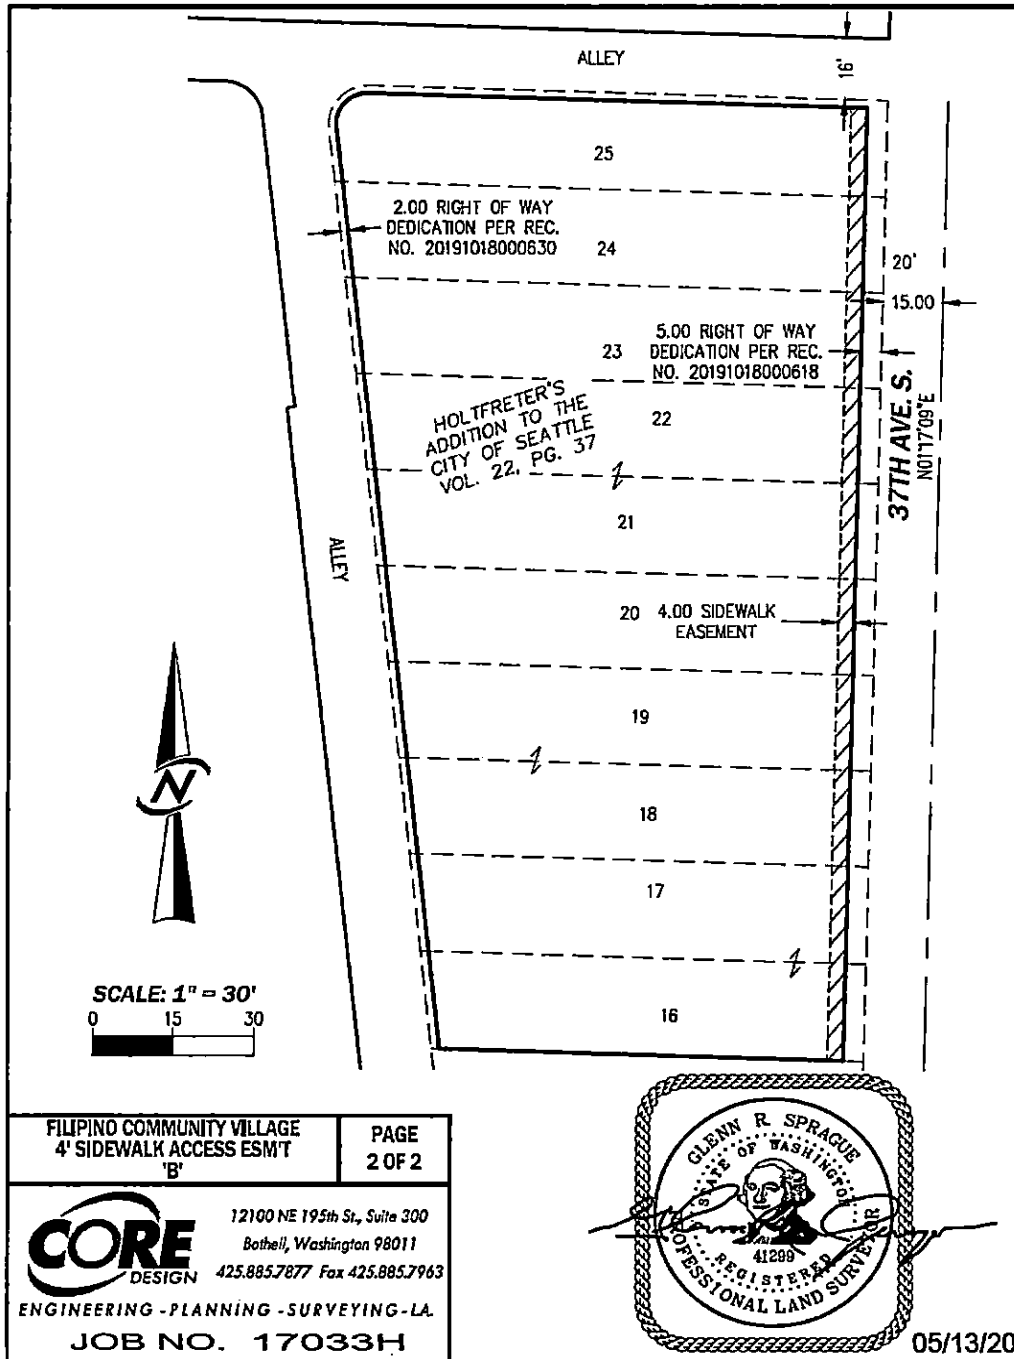 ALLEY
16'
25
2.00 RIGHT OF WAY
DEDICATION PER REC.
NO. 20191018000630
24
20'
15.00
5.00 RIGHT OF WAY
23 DEDICATION PER REC.
NO. 20191018000618
HOLTFRETER'S
ADDITION TO THE
CITY OF SEATTLE
VOL. 22, PG. 37
22
37TH AVE. S.
N01°17'09"E
21
ALLEY
20 4.00 SIDEWALK
EASEMENT
19
N
18
17
SCALE: 1" = 30'
0 15 30
16
FILIPINO COMMUNITY VILLAGE
4' SIDEWALK ACCESS ESM'T
'B'
PAGE
2 OF 2
CORE
DESIGN
12100 NE 195th St., Suite 300
Bothell, Washington 98011
425.885.7877 Fax 425.885.7963
ENGINEERING - PLANNING - SURVEYING - LA.
JOB NO. 17033H
GLENN R. SPRAGUE
STATE OF WASHINGTON
41299
REGISTERED
PROFESSIONAL LAND SURVEYOR
05/13/20